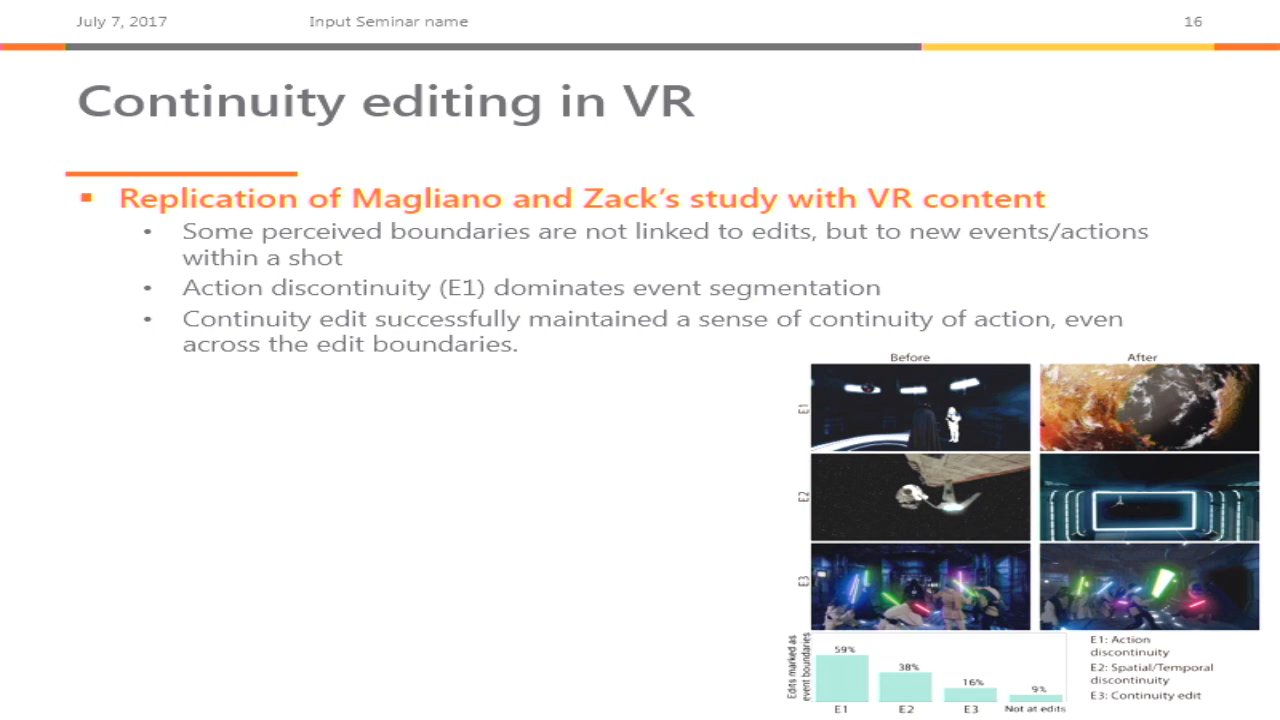 July 7, 2017
Input Seminar name
16
Continuity editing in VR
Replication of Magliano and Zack's study with VR content
Some perceived boundaries are not linked to edits, but to new events/actions
within a shot
Action discontinuity (E1) dominates event segmentation
Continuity edit successfully maintained a sense of continuity of action, even
across the edit boundaries.
Before
After
E1
E2
E3
Edits marked as
event boundaries
59%
38%
16%
9%
E1
E2
E3
Not at edits
E1: Action
discontinuity
E2: Spatial/Temporal
discontinuity
E3: Continuity edit